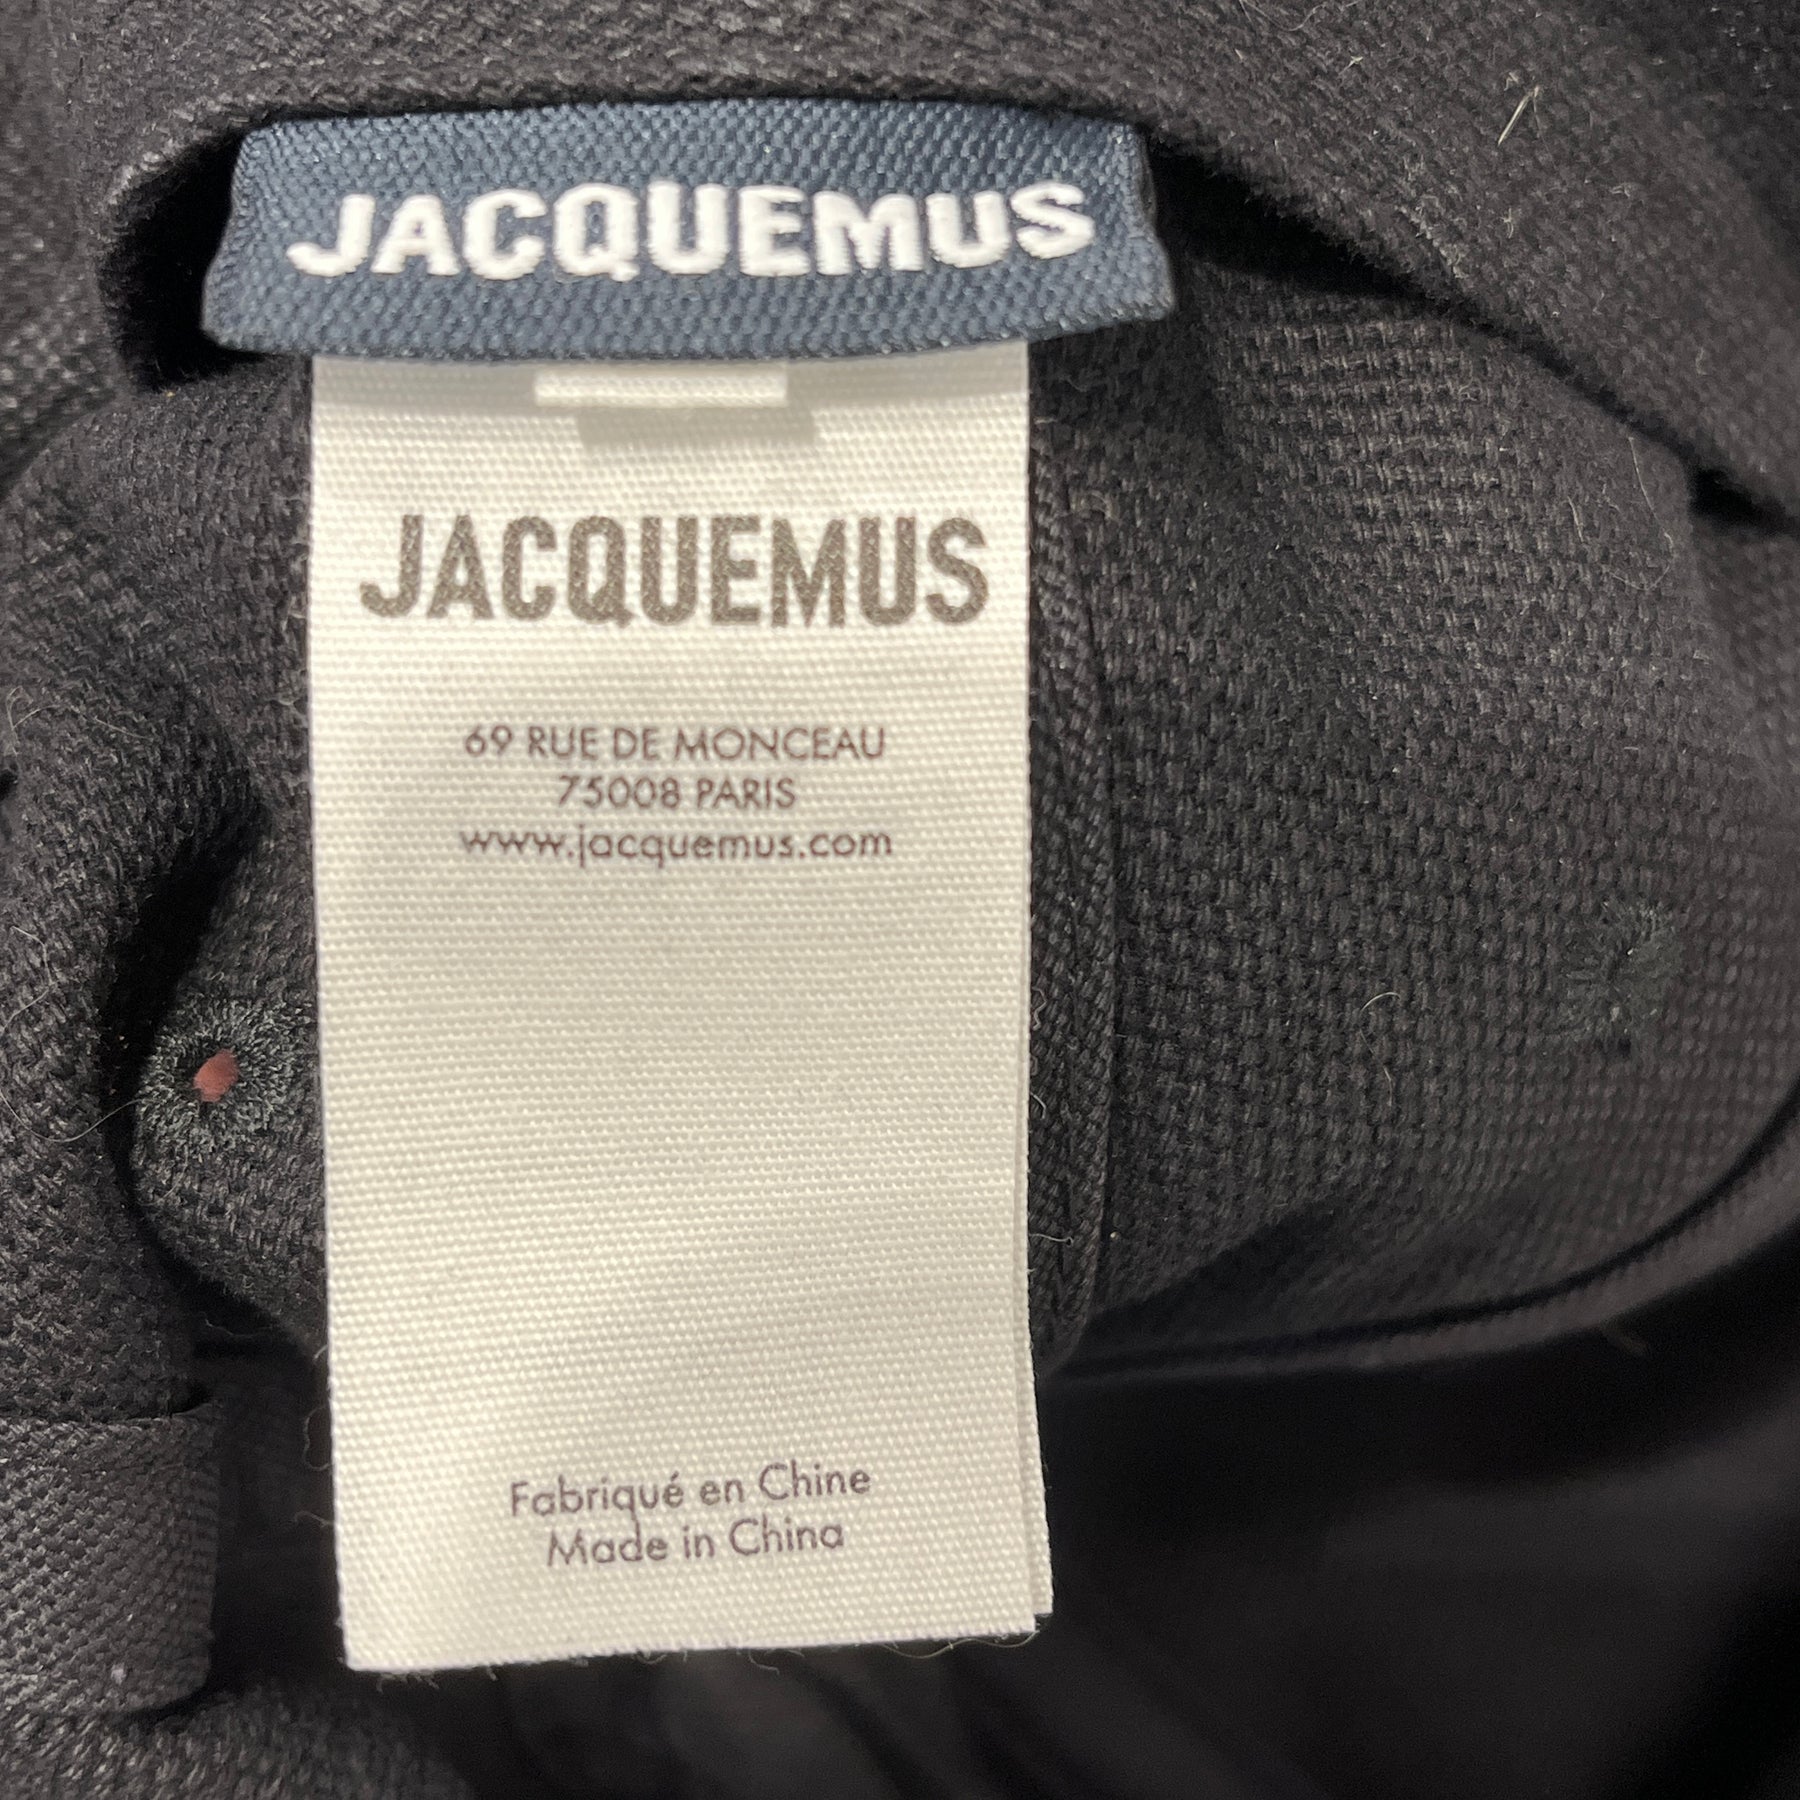 JACQUEMUS
JACQUEMUS
69 RUE DE MONCEAU
75008 PARIS
www.jacquemus.com
Fabriqué en Chine
Made in China